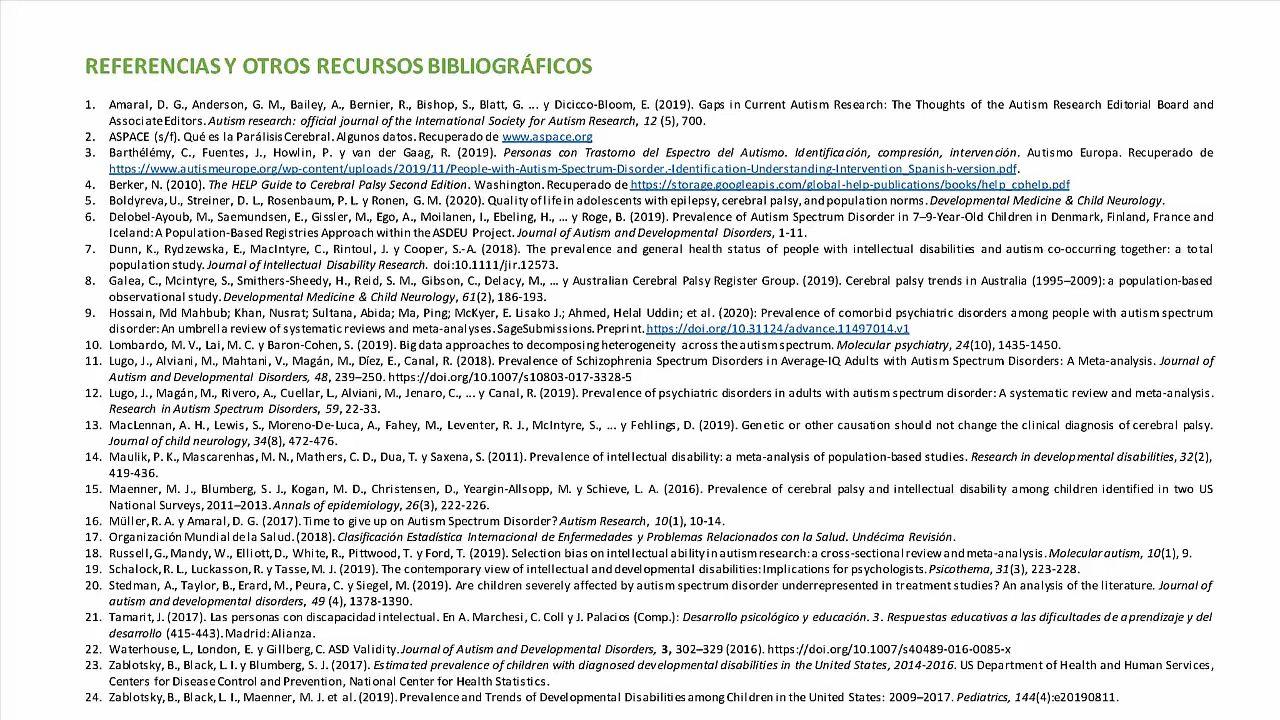 REFERENCIAS Y OTROS RECURSOS BIBLIOGRÁFICOS
1. Amaral, D. G., Anderson, G. M., Bailey, A., Bernier, R., Bishop, S., Blatt, G. ... y Dicicco-Bloom, E. (2019). Gaps in Current Autism Research: The Thoughts of the Autism Research Editorial Board and
Associate Editors. Autism research: official journal of the International Society for Autism Research, 12 (5), 700.
2. ASPACE (s/f). Qué es la Parálisis Cerebral. Algunos datos. Recuperado de www.aspace.org
3. Barthélémy, C., Fuentes, J., Howlin, P. y van der Gaag, R. (2019). Personas con Trastorno del Espectro del Autismo. Identificación, compresión, intervención. Autismo Europa. Recuperado de
https://www.autismeurope.org/wp-content/uploads/2019/11/People-with-Autism-Spectrum-Disorder.-Identification-Understanding-Intervention_Spanish-version.pdf.
4. Berker, N. (2010). The HELP Guide to Cerebral Palsy Second Edition. Washington. Recuperado de https://storage.googleapis.com/global-help-publications/books/help_cphelp.pdf
5. Boldyreva, U., Streiner, D. L., Rosenbaum, P. L. y Ronen, G. M. (2020). Quality of life in adolescents with epilepsy, cerebral palsy, and population norms. Developmental Medicine & Child Neurology.
6. Delobel-Ayoub, M., Saemundsen, E., Gissler, M., Ego, A., Moilanen, I., Ebeling, H., ... y Roge, B. (2019). Prevalence of Autism Spectrum Disorder in 7–9-Year-Old Children in Denmark, Finland, France and
Iceland: A Population-Based Registries Approach within the ASDEU Project. Journal of Autism and Developmental Disorders, 1-11.
7. Dunn, K., Rydzewska, E., MacIntyre, C., Rintoul, J. y Cooper, S.-A. (2018). The prevalence and general health status of people with intellectual disabilities and autism co-occurring together: a total
population study. Journal of Intellectual Disability Research. doi:10.1111/jir.12573.
8. Galea, C., Mcintyre, S., Smithers-Sheedy, H., Reid, S. M., Gibson, C., Delacy, M., ... y Australian Cerebral Palsy Register Group. (2019). Cerebral palsy trends in Australia (1995–2009): a population-based
observational study. Developmental Medicine & Child Neurology, 61(2), 186-193.
9. Hossain, Md Mahbub; Khan, Nusrat; Sultana, Abida; Ma, Ping; McKyer, E. Lisako J.; Ahmed, Helal Uddin; et al. (2020): Prevalence of comorbid psychiatric disorders among people with autism spectrum
disorder: An umbrella review of systematic reviews and meta-analyses. SageSubmissions. Preprint. https://doi.org/10.31124/advance.11497014.v1
10. Lombardo, M. V., Lai, M. C. y Baron-Cohen, S. (2019). Big data approaches to decomposing heterogeneity across the autism spectrum. Molecular psychiatry, 24(10), 1435-1450.
11. Lugo, J., Alviani, M., Mahtani, V., Magán, M., Díez, E., Canal, R. (2018). Prevalence of Schizophrenia Spectrum Disorders in Average-IQ Adults with Autism Spectrum Disorders: A Meta-analysis. Journal of
Autism and Developmental Disorders, 48, 239–250. https://doi.org/10.1007/s10803-017-3328-5
12. Lugo, J., Magán, M., Rivero, A., Cuellar, L., Alviani, M., Jenaro, C., ... y Canal, R. (2019). Prevalence of psychiatric disorders in adults with autism spectrum disorder: A systematic review and meta-analysis.
Research in Autism Spectrum Disorders, 59, 22-33.
13. MacLennan, A. H., Lewis, S., Moreno-De-Luca, A., Fahey, M., Leventer, R. J., McIntyre, S., ... y Fehlings, D. (2019). Genetic or other causation should not change the clinical diagnosis of cerebral palsy.
Journal of child neurology, 34(8), 472-476.
14. Maulik, P. K., Mascarenhas, M. N., Mathers, C. D., Dua, T. y Saxena, S. (2011). Prevalence of intellectual disability: a meta-analysis of population-based studies. Research in developmental disabilities, 32(2),
419-436.
15. Maenner, M. J., Blumberg, S. J., Kogan, M. D., Christensen, D., Yeargin-Allsopp, M. y Schieve, L. A. (2016). Prevalence of cerebral palsy and intellectual disability among children identified in two US
National Surveys, 2011–2013. Annals of epidemiology, 26(3), 222-226.
16. Müller, R. A. y Amaral, D. G. (2017). Time to give up on Autism Spectrum Disorder? Autism Research, 10(1), 10-14.
17. Organización Mundial de la Salud. (2018). Clasificación Estadística Internacional de Enfermedades y Problemas Relacionados con la Salud. Undécima Revisión.
18. Russell, G., Mandy, W., Elliott, D., White, R., Pittwood, T. y Ford, T. (2019). Selection bias on intellectual ability in autism research: a cross-sectional review and meta-analysis. Molecular autism, 10(1), 9.
19. Schalock, R. L., Luckasson, R. y Tasse, M. J. (2019). The contemporary view of intellectual and developmental disabilities: Implications for psychologists. Psicothema, 31(3), 223-228.
20. Stedman, A., Taylor, B., Erard, M., Peura, C. y Siegel, M. (2019). Are children severely affected by autism spectrum disorder underrepresented in treatment studies? An analysis of the literature. Journal of
autism and developmental disorders, 49 (4), 1378-1390.
21. Tamarit, J. (2017). Las personas con discapacidad intelectual. En A. Marchesi, C. Coll y J. Palacios (Comp.): Desarrollo psicológico y educación. 3. Respuestas educativas a las dificultades de aprendizaje y del
desarrollo (415-443). Madrid: Alianza.
22. Waterhouse, L., London, E. y Gillberg, C. ASD Validity. Journal of Autism and Developmental Disorders, 3, 302–329 (2016). https://doi.org/10.1007/s40489-016-0085-x
23. Zablotsky, B., Black, L. I. y Blumberg, S. J. (2017). Estimated prevalence of children with diagnosed developmental disabilities in the United States, 2014-2016. US Department of Health and Human Services,
Centers for Disease Control and Prevention, National Center for Health Statistics.
24. Zablotsky, B., Black, L. I., Maenner, M. J. et al. (2019). Prevalence and Trends of Developmental Disabilities among Children in the United States: 2009–2017. Pediatrics, 144(4):e20190811.